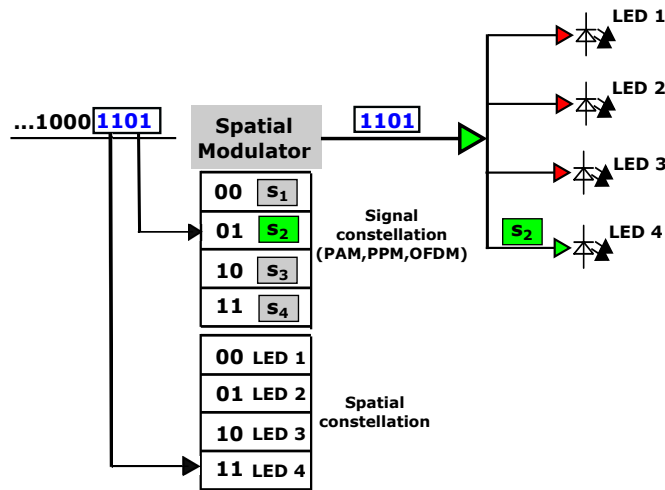 LED 1
LED 2
...1000 1101
Spatial
Modulator
1101
LED 3
00 s1
01 s2
10 s3
11 s4
Signal
constellation
(PAM,PPM,OFDM)
s2
LED 4
00 LED 1
01 LED 2
10 LED 3
11 LED 4
Spatial
constellation